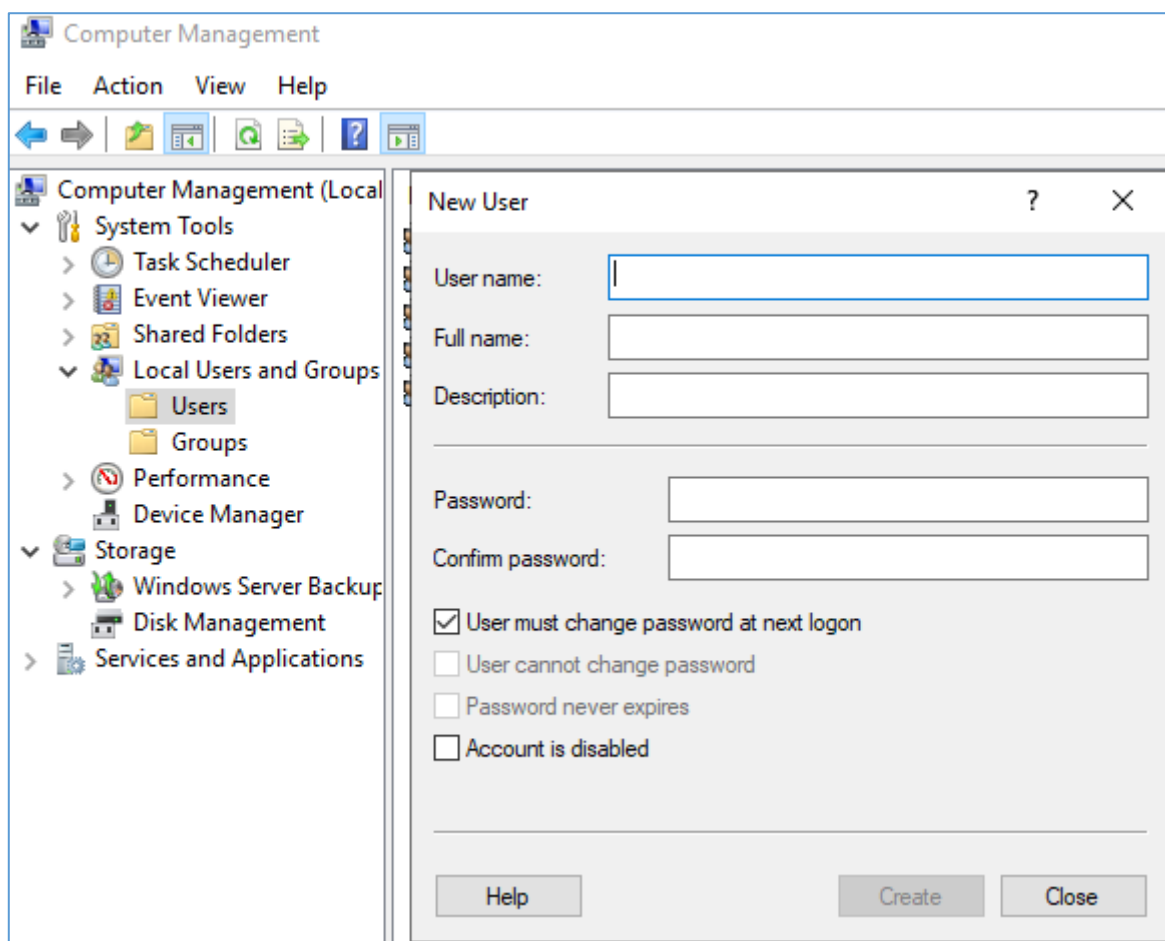 Computer Management
File Action View Help
Computer Management (Local
System Tools
Task Scheduler
Event Viewer
Shared Folders
Local Users and Groups
Users
Groups
Performance
Device Manager
Storage
Windows Server Backup
Disk Management
Services and Applications
New User
?
User name:
Full name:
Description:
Password:
Confirm password:
User must change password at next logon
User cannot change password
Password never expires
Account is disabled
Help Create Close